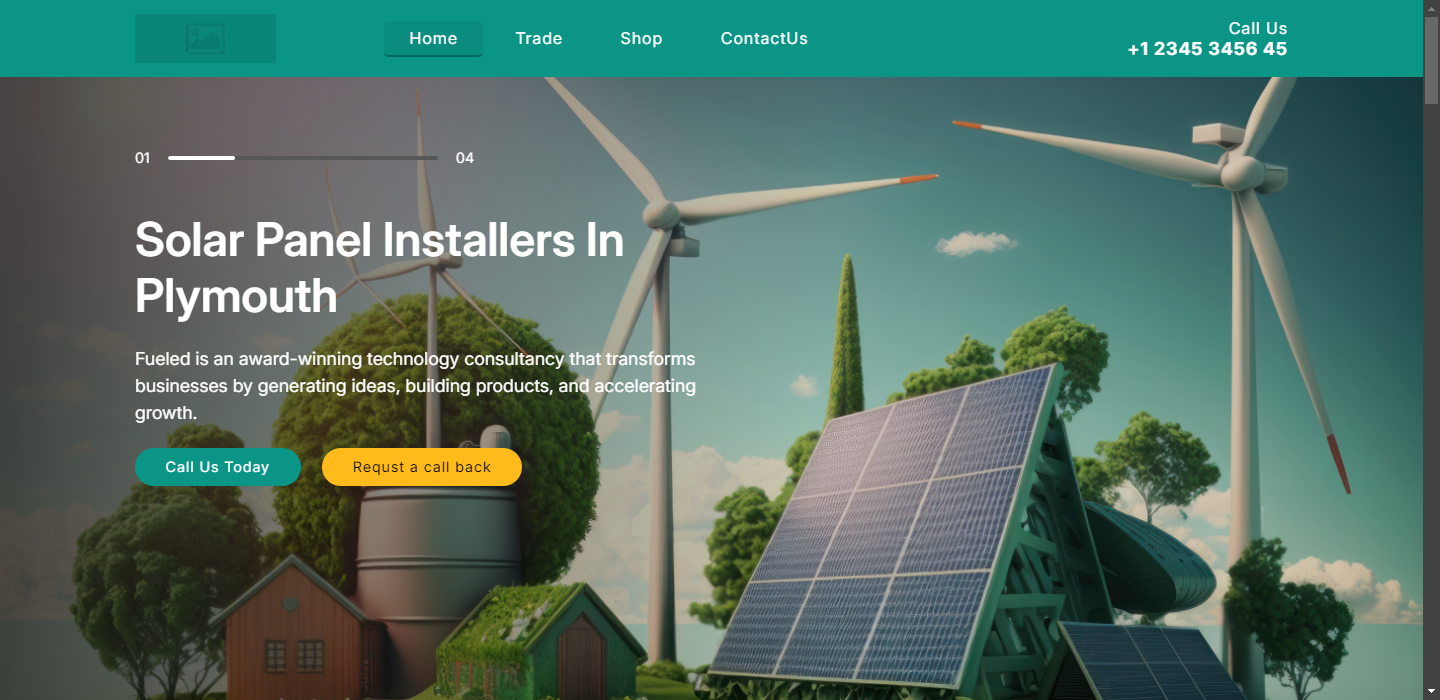 Home
Trade
Shop
ContactUs
Call Us
+1 2345 3456 45
01
04
Solar Panel Installers In
Plymouth
Fueled is an award-winning technology consultancy that transforms
businesses by generating ideas, building products, and accelerating
growth.
Call Us Today
Requst a call back